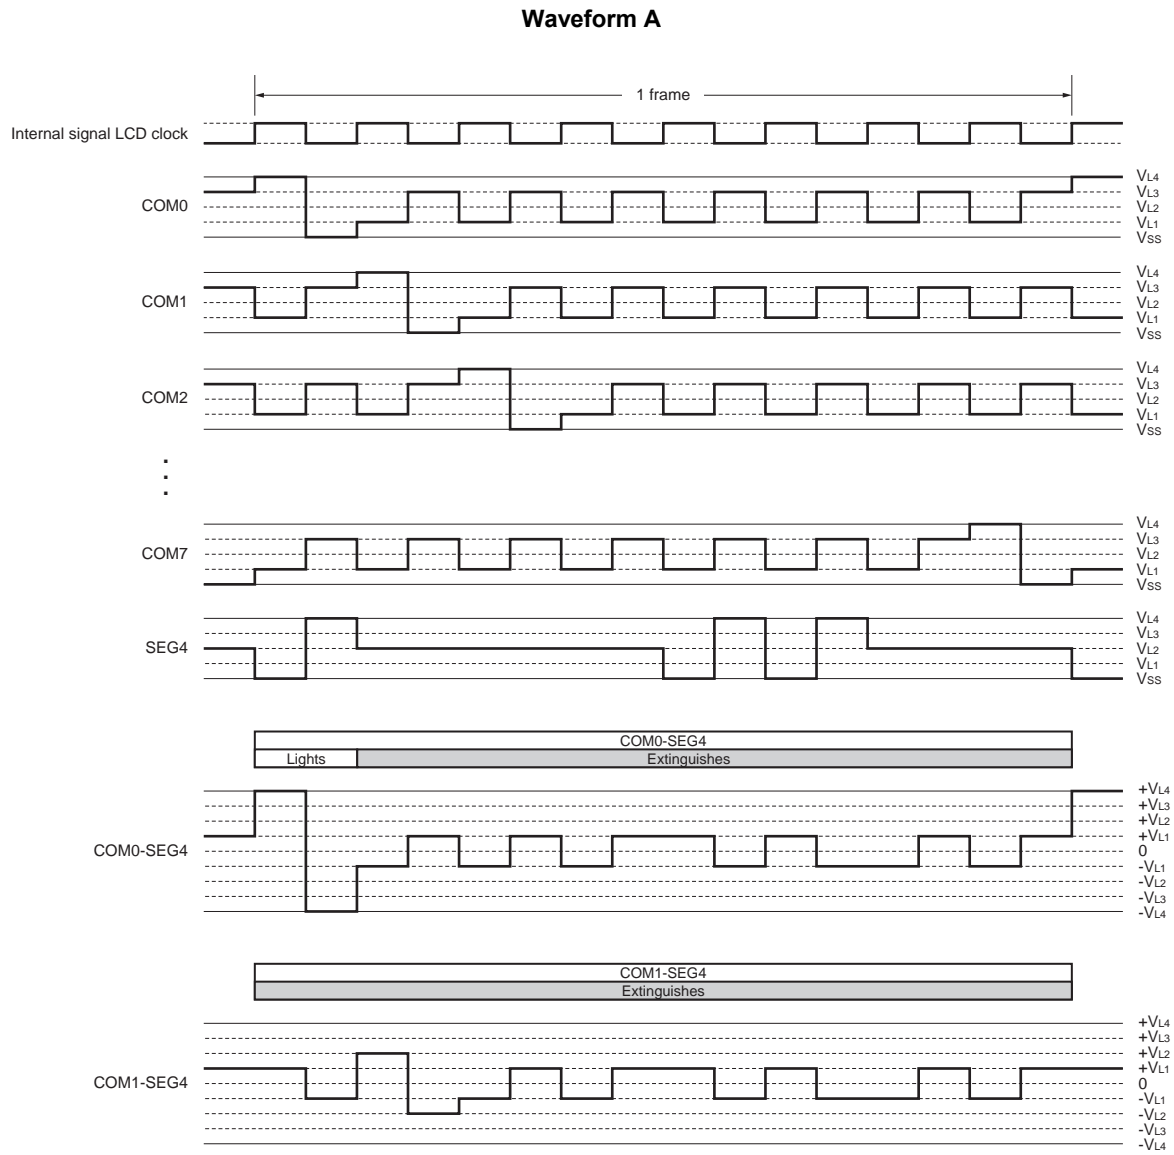 Waveform A
1 frame
Internal signal LCD clock
COM0
VL4
VL3
VL2
VL1
VSS
COM1
VL4
VL3
VL2
VL1
VSS
COM2
VL4
VL3
VL2
VL1
VSS
COM7
VL4
VL3
VL2
VL1
VSS
SEG4
VL4
VL3
VL2
VL1
VSS
COM0-SEG4
Lights Extinguishes
COM0-SEG4
+VL4
+VL3
+VL2
+VL1
0
-VL1
-VL2
-VL3
-VL4
COM1-SEG4
Extinguishes
COM1-SEG4
+VL4
+VL3
+VL2
+VL1
0
-VL1
-VL2
-VL3
-VL4